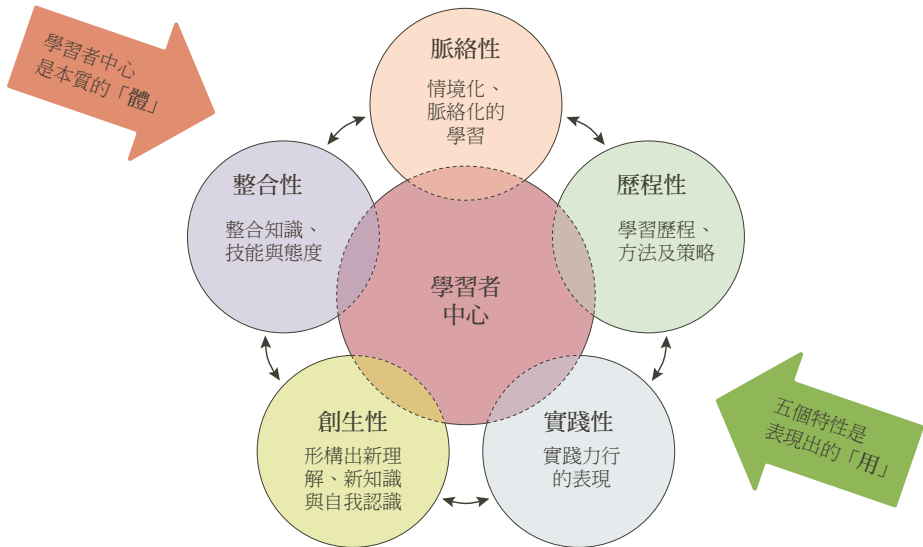 學習者中心
是本質的「體」
脈絡性
情境化、
脈絡化的
學習
整合性
整合知識、
技能與態度
歷程性
學習歷程、
方法及策略
學習者
中心
創生性
形構出新理
解、新知識
與自我認識
實踐性
實踐力行
的表現
五個特性是
表現出的「用」